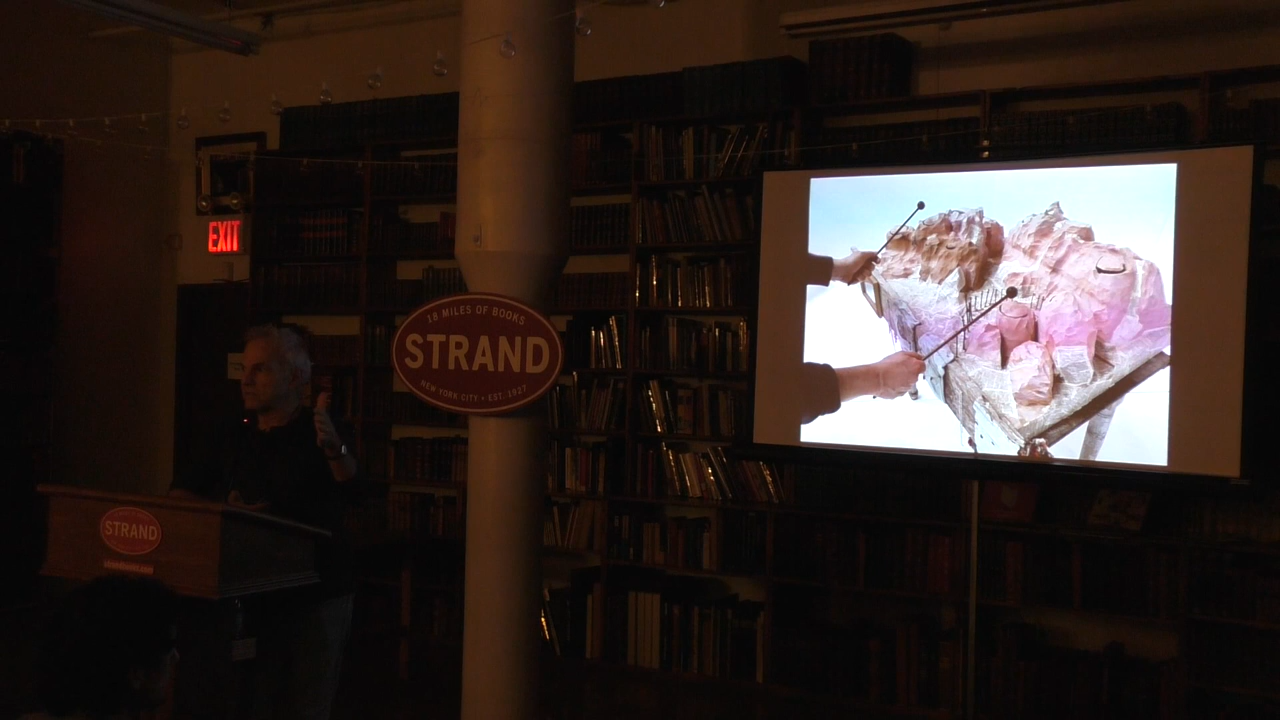 EXIT
18 MILES OF BOOKS
STRAND
NEW YORK CITY • EST. 1927
STRAND